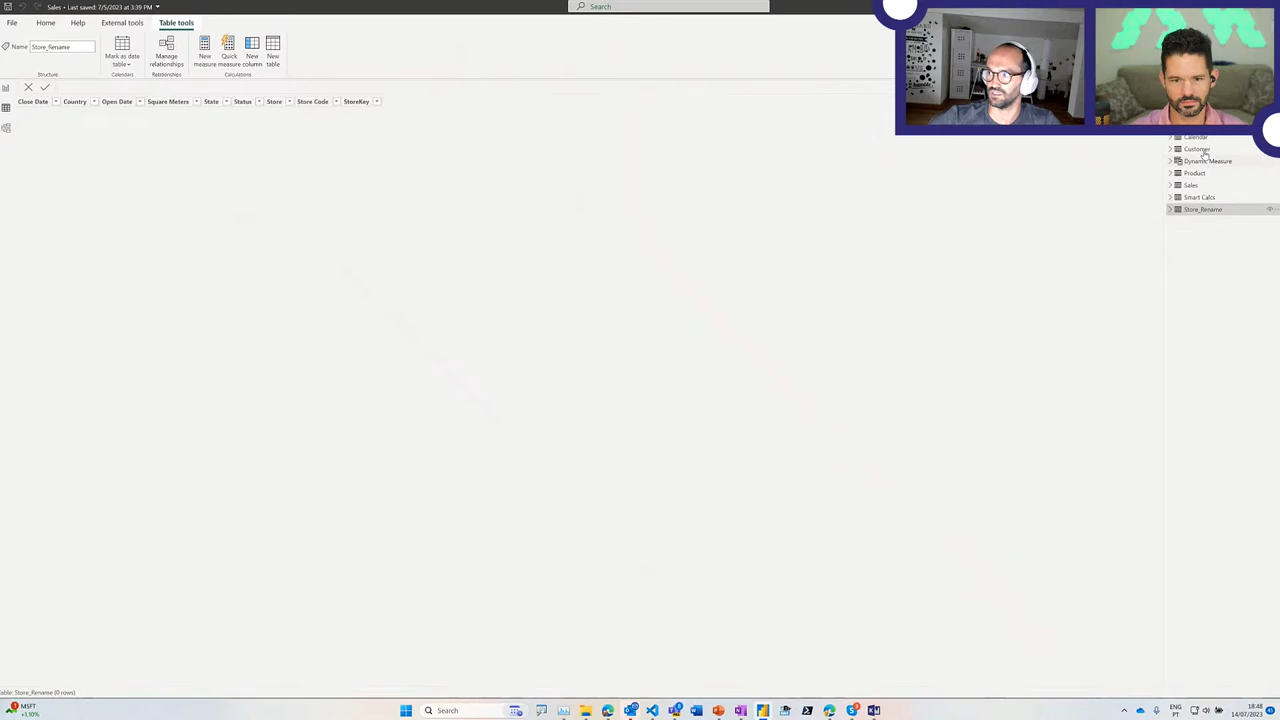 Sales • Last saved: 7/5/2023 at 3:39 PM
Search
File Home Help External tools Table tools
Name Store_Rename
Mark as date table
Manage relationships
New measure
Quick measure
New column
New table
Structure Calendars Relationships Calculations
Close Date Country Open Date Square Meters State Status Store Store Code StoreKey
Calendar
Customer
Dynamic Measure
Product
Sales
Smart Calcs
Store_Rename
Table: Store_Rename (0 rows)
MSFT
+1,10%
Search
ENG
PT
18:48
14/07/2023